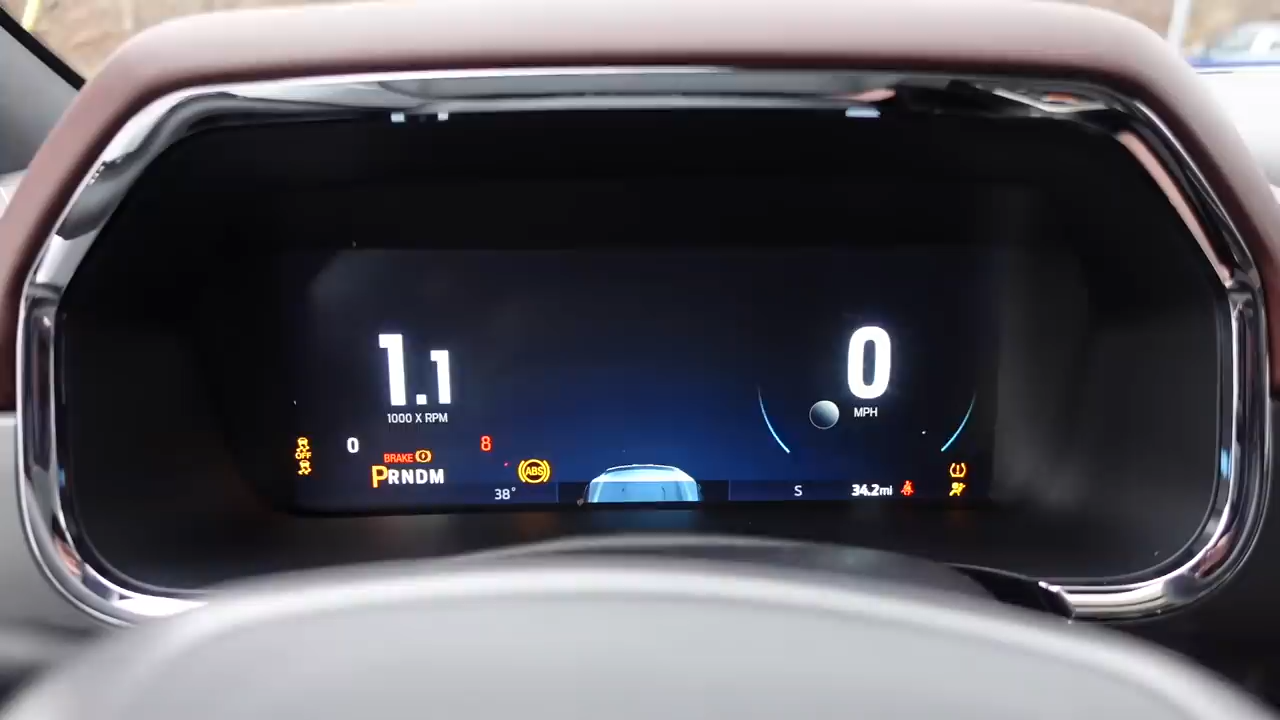 1.1
1000 X RPM
0
MPH
OFF
0
8
BRAKE
PRNDM
ABS
38°
S
34.2mi